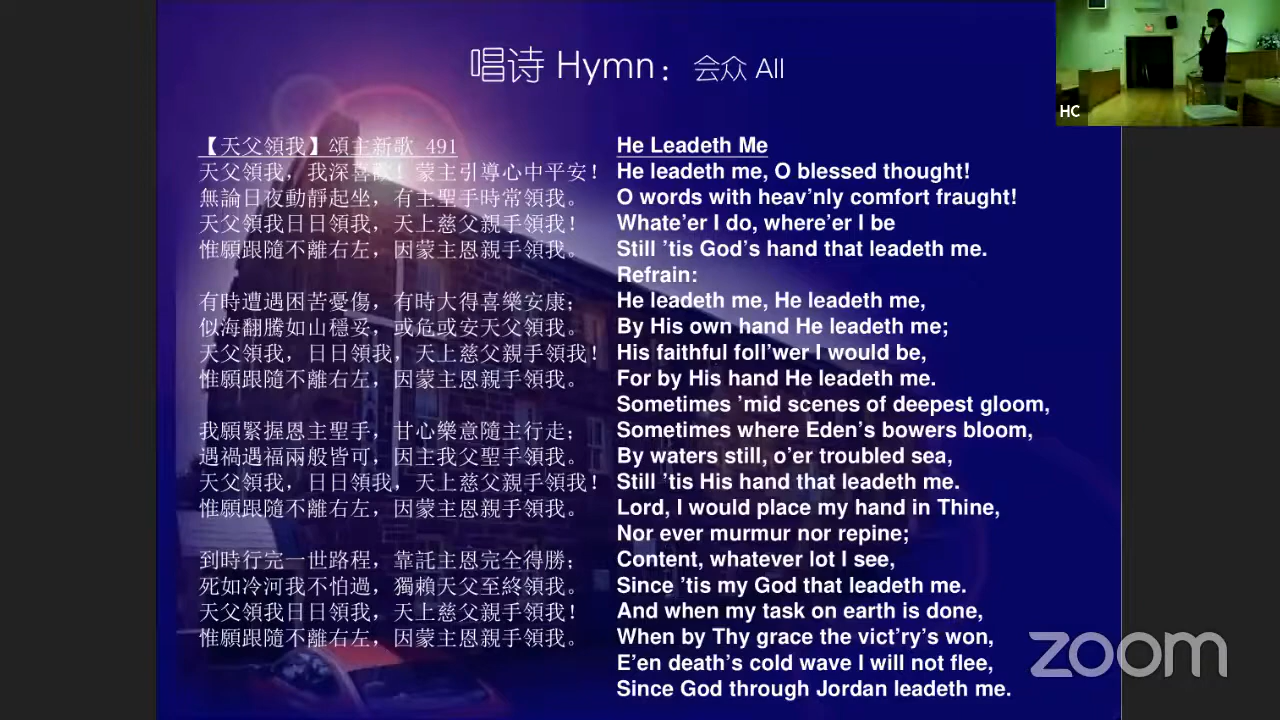 唱诗 Hymn：会众 All
【天父領我】頌主新歌 491
天父領我，我深喜歡！蒙主引導心中平安！
無論日夜動靜起坐，有主聖手時常領我。
天父領我日日領我，天上慈父親手領我！
惟願跟隨不離右左，因蒙主恩親手領我。
有時遭遇困苦憂傷，有時大得喜樂安康；
似海翻騰如山穩妥，或危或安天父領我。
天父領我，日日領我，天上慈父親手領我！
惟願跟隨不離右左，因蒙主恩親手領我。
我願緊握恩主聖手，甘心樂意隨主行走；
遇禍遇福兩般皆可，因主我父聖手領我。
天父領我，日日領我，天上慈父親手領我！
惟願跟隨不離右左，因蒙主恩親手領我。
到時行完一世路程，靠託主恩完全得勝；
死如冷河我不怕過，獨賴天父至終領我。
天父領我日日領我，天上慈父親手領我！
惟願跟隨不離右左，因蒙主恩親手領我。
He Leadeth Me
He leadeth me, O blessed thought!
O words with heav’nly comfort fraught!
Whate’er I do, where’er I be
Still ’tis God’s hand that leadeth me.
Refrain:
He leadeth me, He leadeth me,
By His own hand He leadeth me;
His faithful foll’wer I would be,
For by His hand He leadeth me.
Sometimes ’mid scenes of deepest gloom,
Sometimes where Eden’s bowers bloom,
By waters still, o’er troubled sea,
Still ’tis His hand that leadeth me.
Lord, I would place my hand in Thine,
Nor ever murmur nor repine;
Content, whatever lot I see,
Since ’tis my God that leadeth me.
And when my task on earth is done,
When by Thy grace the vict’ry’s won,
E’en death’s cold wave I will not flee,
Since God through Jordan leadeth me.
HC
zoom